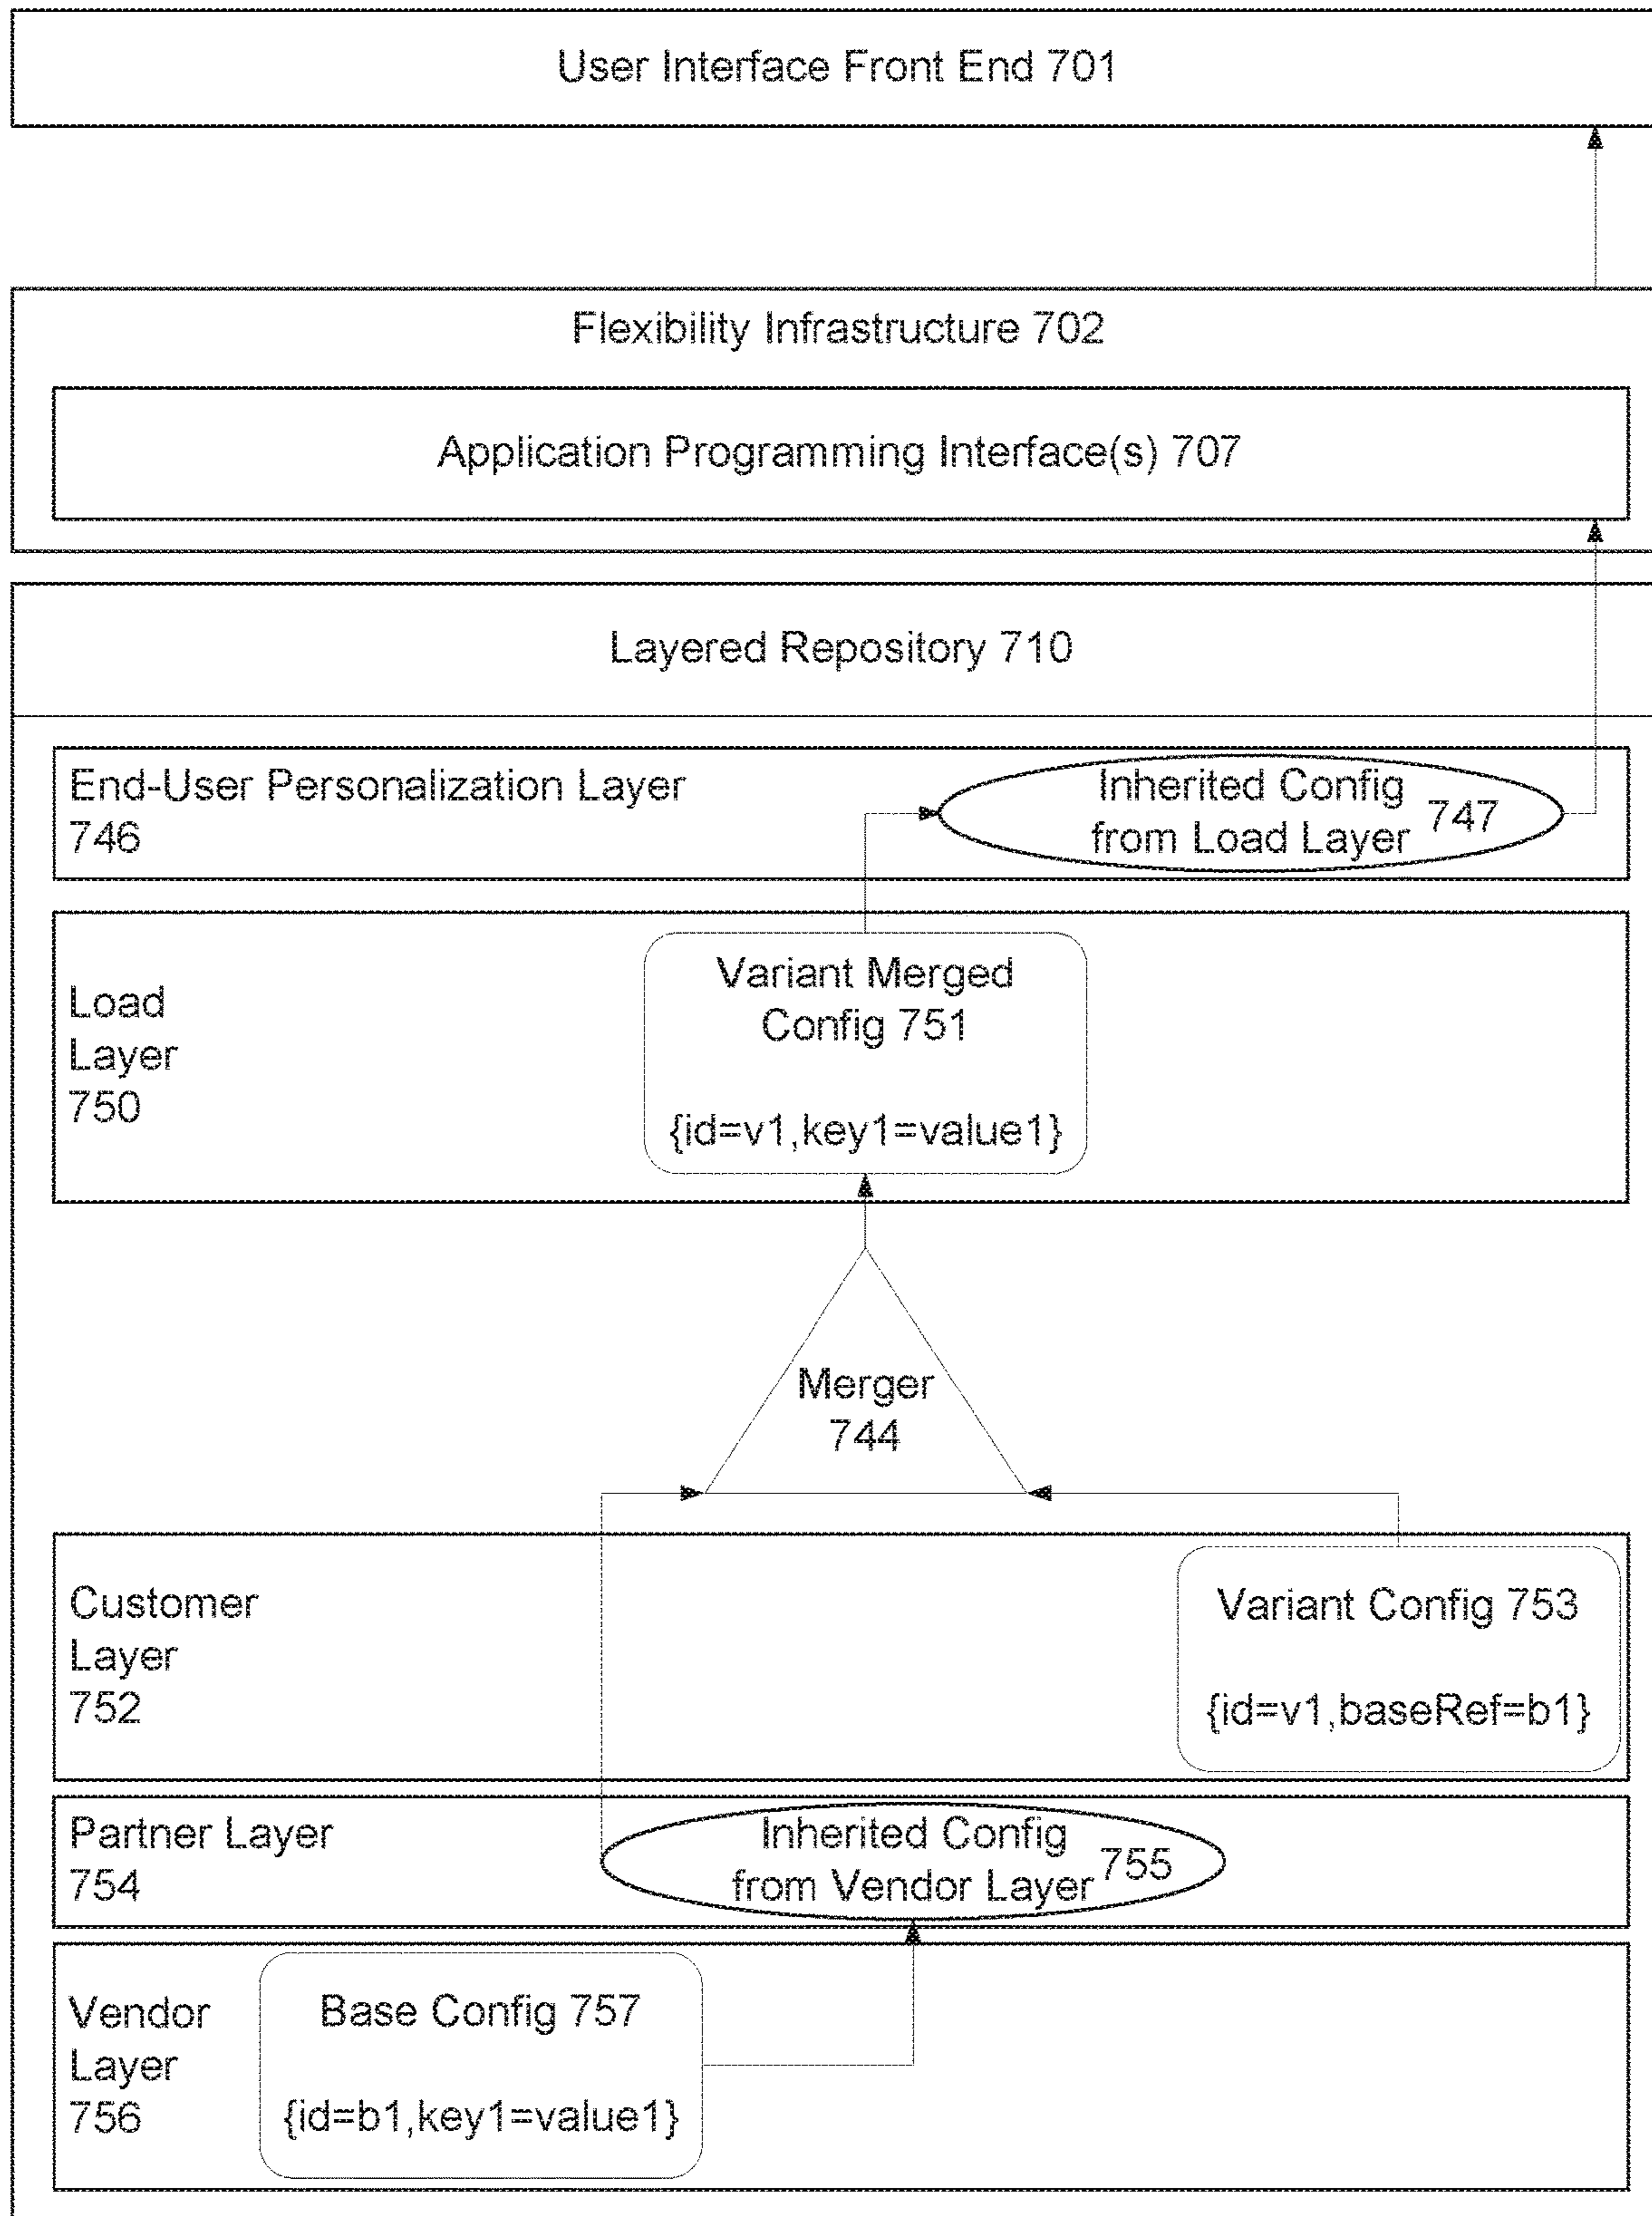 User Interface Front End 701
Flexibility Infrastructure 702
Application Programming Interface(s) 707
Layered Repository 710
End-User Personalization Layer
746
Inherited Config
from Load Layer 747
Load
Layer
750
Variant Merged
Config 751
{id=v1,key1=value1}
Merger
744
Customer
Layer
752
Variant Config 753
{id=v1,baseRef=b1}
Partner Layer
754
Inherited Config
from Vendor Layer 755
Vendor
Layer
756
Base Config 757
{id=b1,key1=value1}